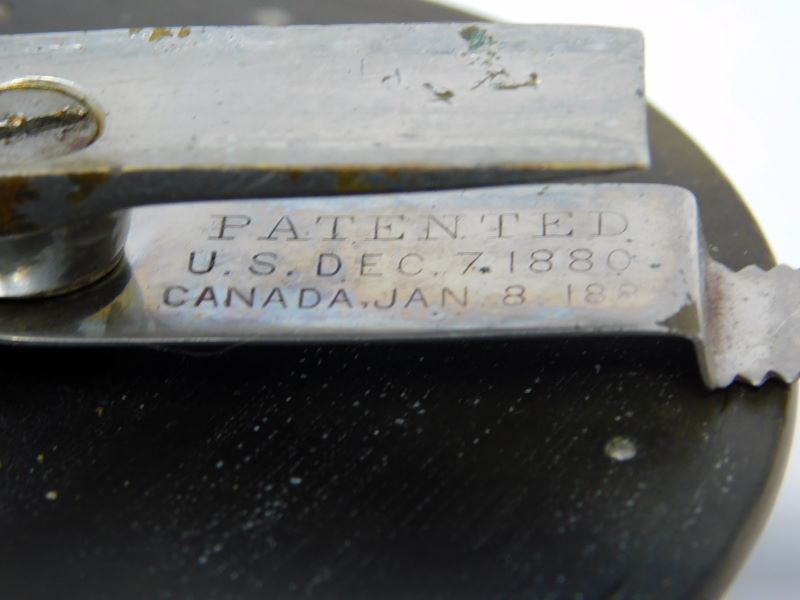 PATENTED
U.S. DEC. 7. 1880
CANADA, JAN. 8